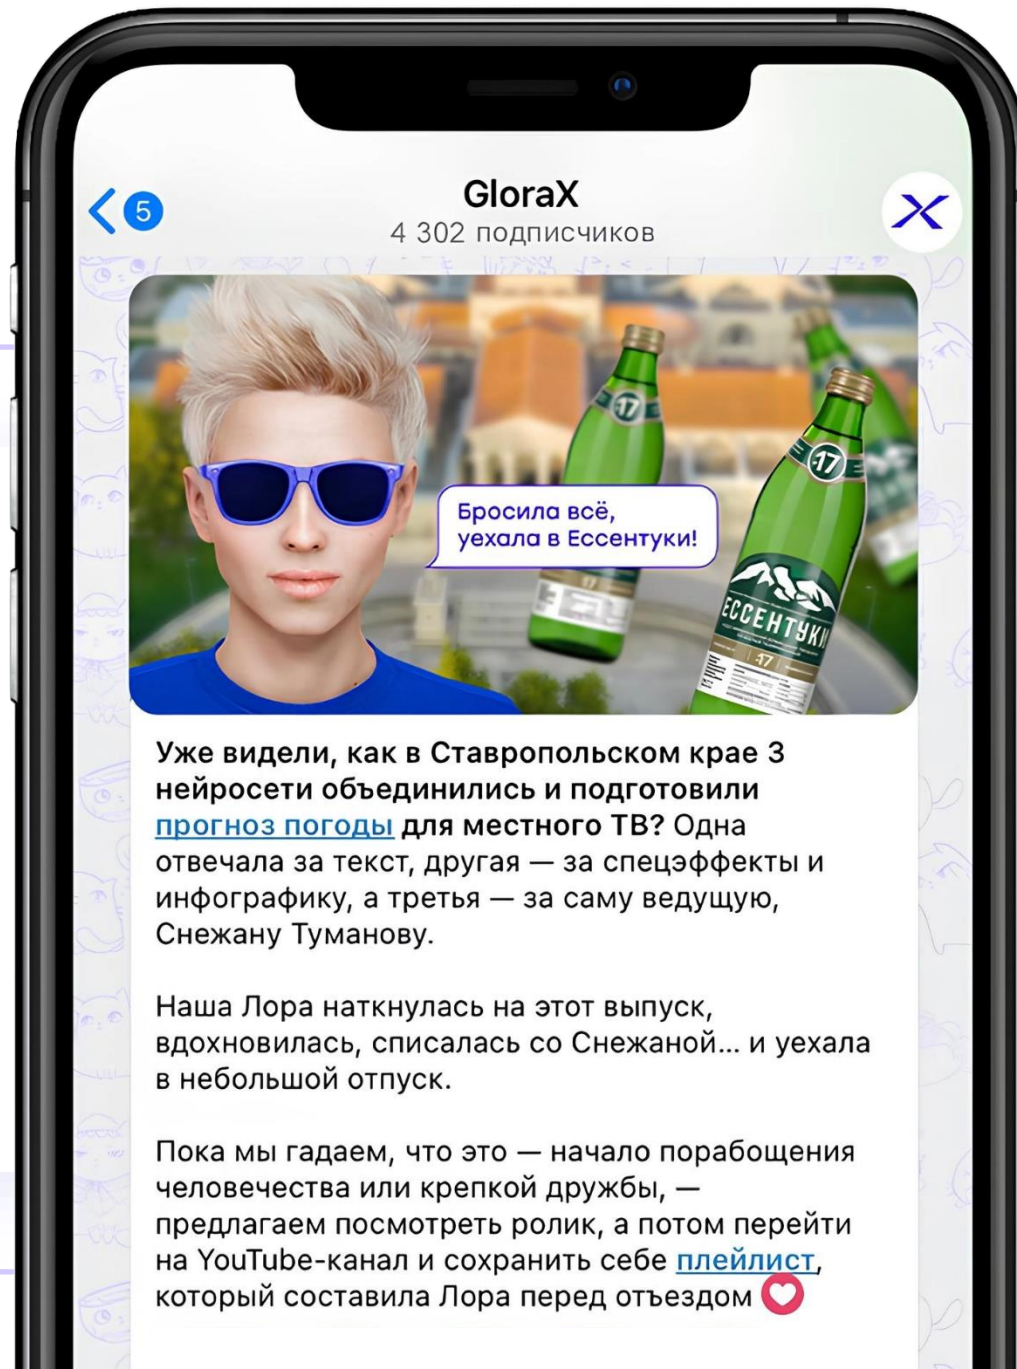 GloraX
5
4 302 подписчиков
17
17
Бросила всё,
уехала в Ессентуки!
ЕССЕНТУКИ
17
17
Уже видели, как в Ставропольском крае 3
нейросети объединились и подготовили
прогноз погоды для местного ТВ? Одна
отвечала за текст, другая — за спецэффекты и
инфографику, а третья — за саму ведущую,
Снежану Туманову.
Наша Лора наткнулась на этот выпуск,
вдохновилась, списалась со Снежаной... и уехала
в небольшой отпуск.
Пока мы гадаем, что это — начало порабощения
человечества или крепкой дружбы, —
предлагаем посмотреть ролик, а потом перейти
на YouTube-канал и сохранить себе плейлист,
который составила Лора перед отъездом